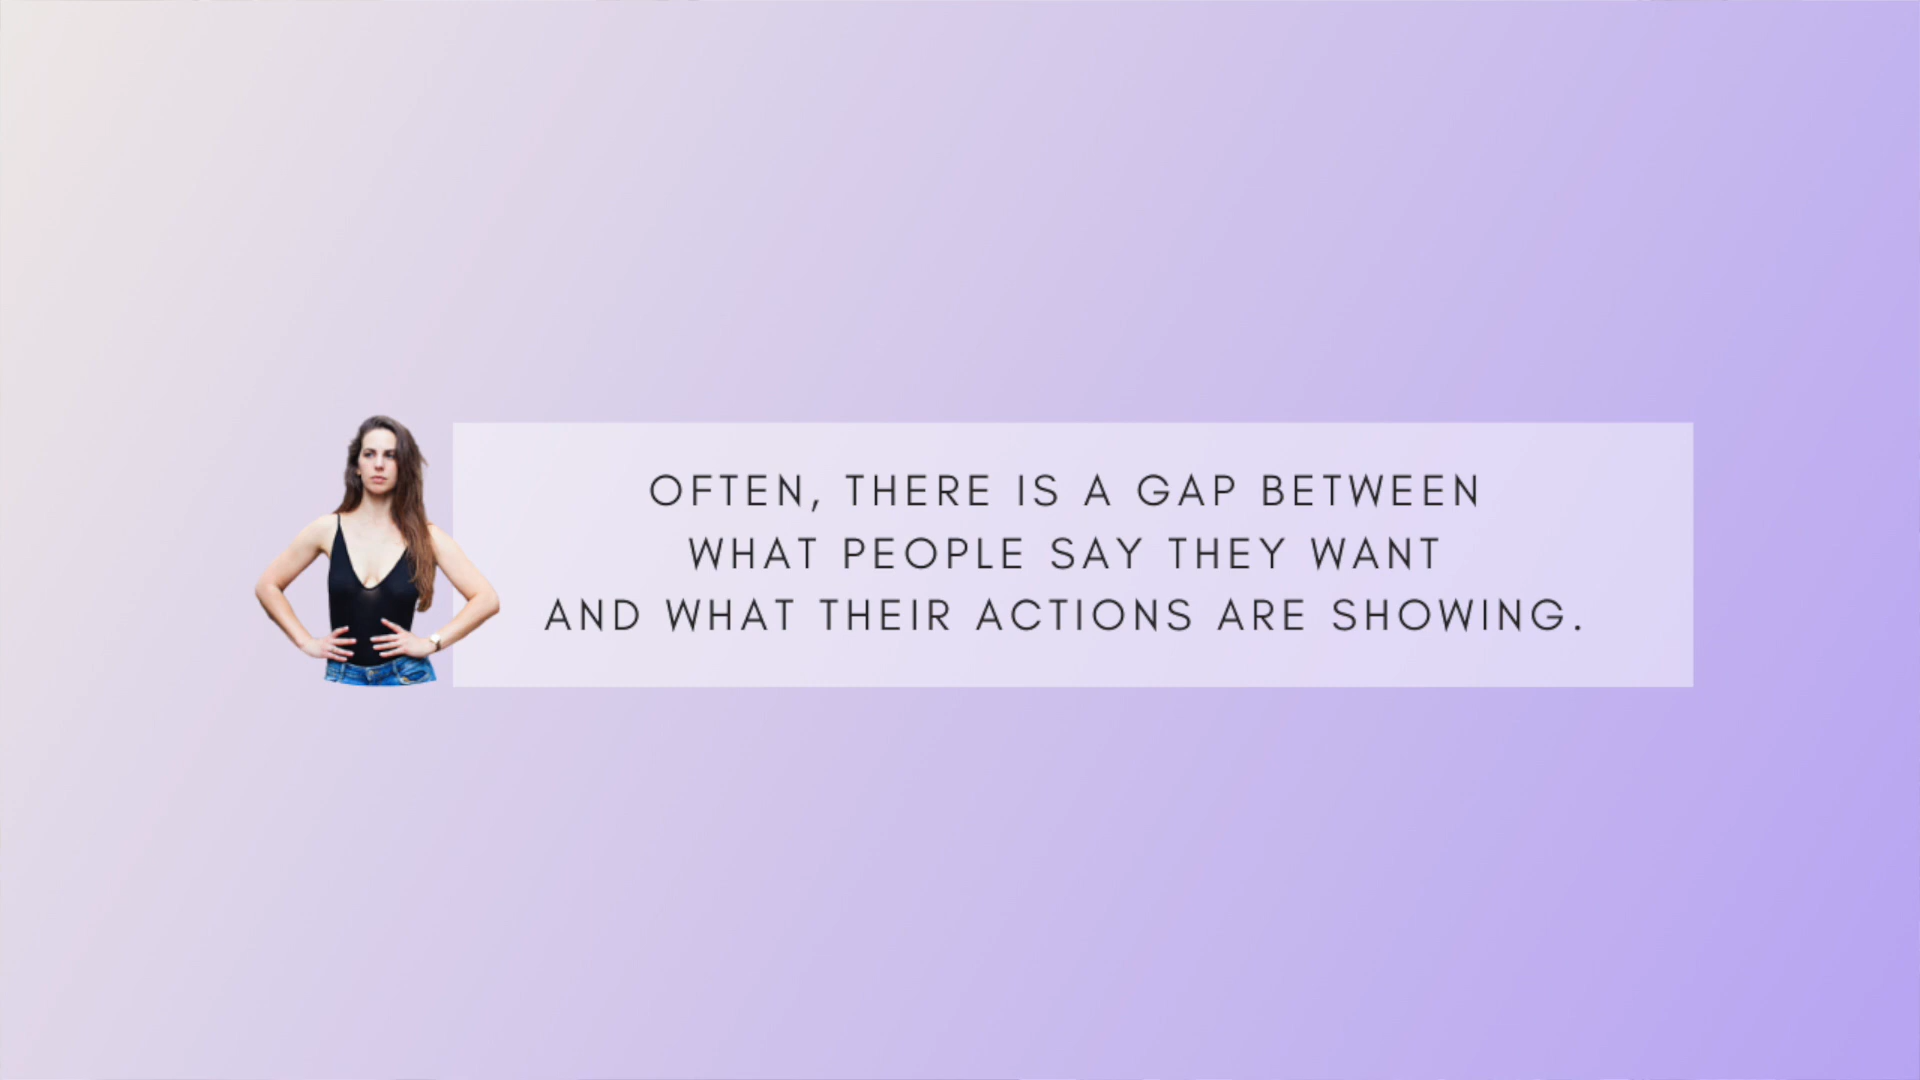 OFTEN, THERE IS A GAP BETWEEN
WHAT PEOPLE SAY THEY WANT
AND WHAT THEIR ACTIONS ARE SHOWING.